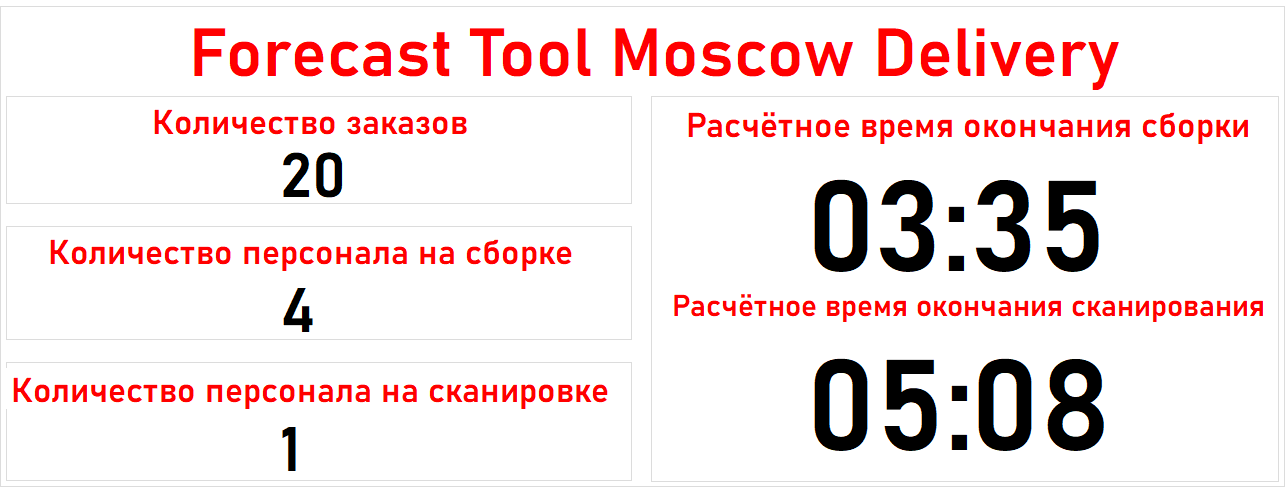 Forecast Tool Moscow Delivery
Количество заказов
20
Количество персонала на сборке
4
Количество персонала на сканировке
1
Расчётное время окончания сборки
03:35
Расчётное время окончания сканирования
05:08